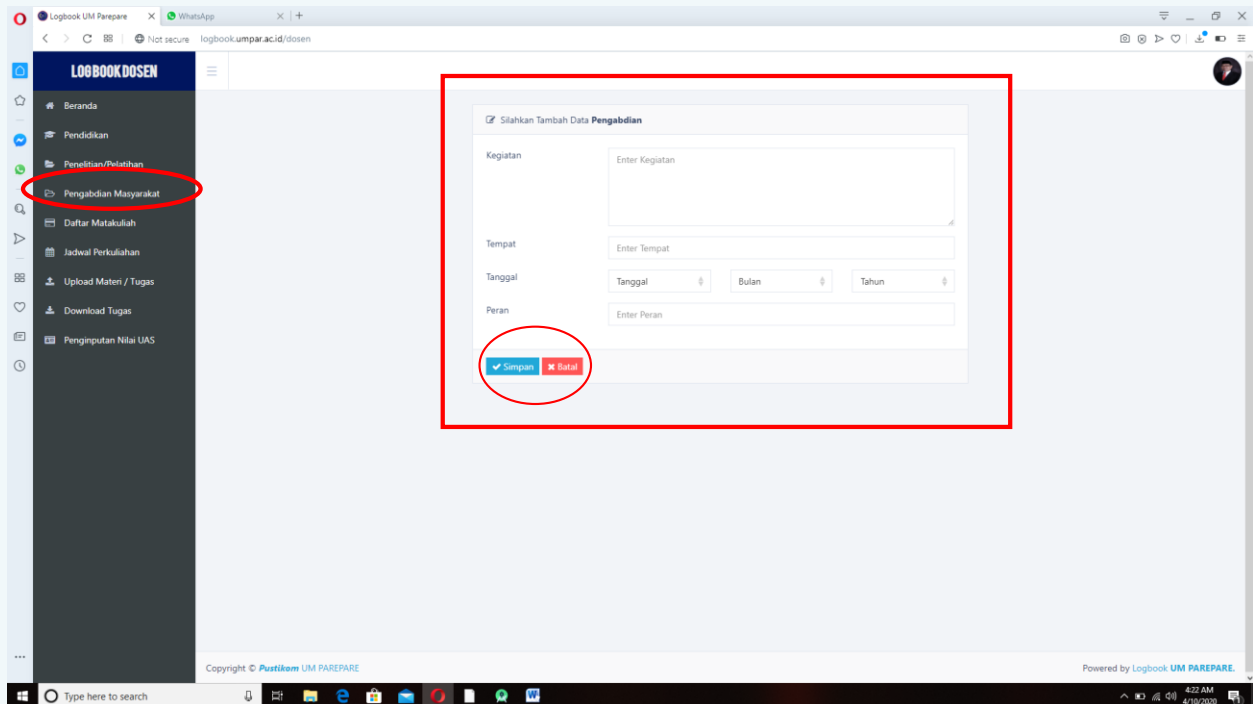 Logbook UM Parepare
WhatsApp
Not secure logbook.umpar.ac.id/dosen
LOGBOOK DOSEN
Beranda
Pendidikan
Penelitian/Pelatihan
Pengabdian Masyarakat
Daftar Matakuliah
Jadwal Perkuliahan
Upload Materi / Tugas
Download Tugas
Penginputan Nilai UAS
Silahkan Tambah Data Pengabdian
Kegiatan
Enter Kegiatan
Tempat
Enter Tempat
Tanggal
Tanggal Bulan Tahun
Peran
Enter Peran
Simpan Batal
Copyright © Pustikom UM PAREPARE
Powered by Logbook UM PAREPARE.
Type here to search
4:22 AM
4/10/2020